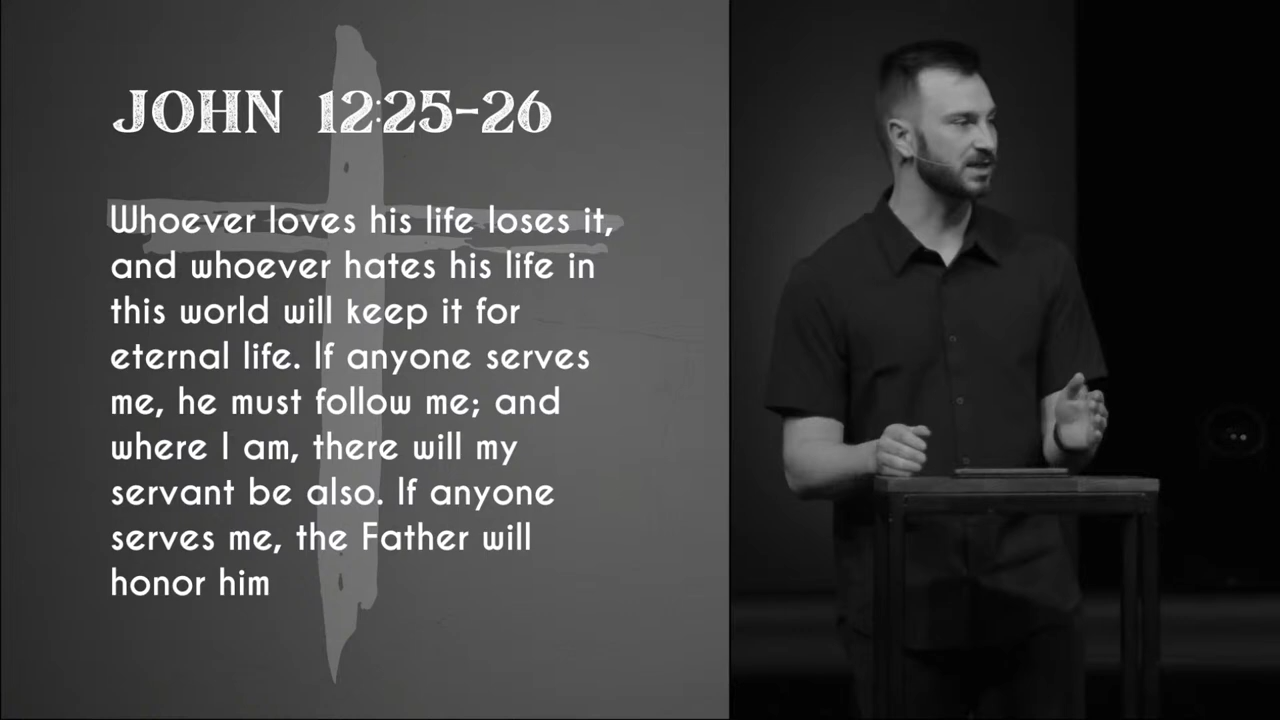 JOHN 12:25-26
Whoever loves his life loses it,
and whoever hates his life in
this world will keep it for
eternal life. If anyone serves
me, he must follow me; and
where I am, there will my
servant be also. If anyone
serves me, the Father will
honor him